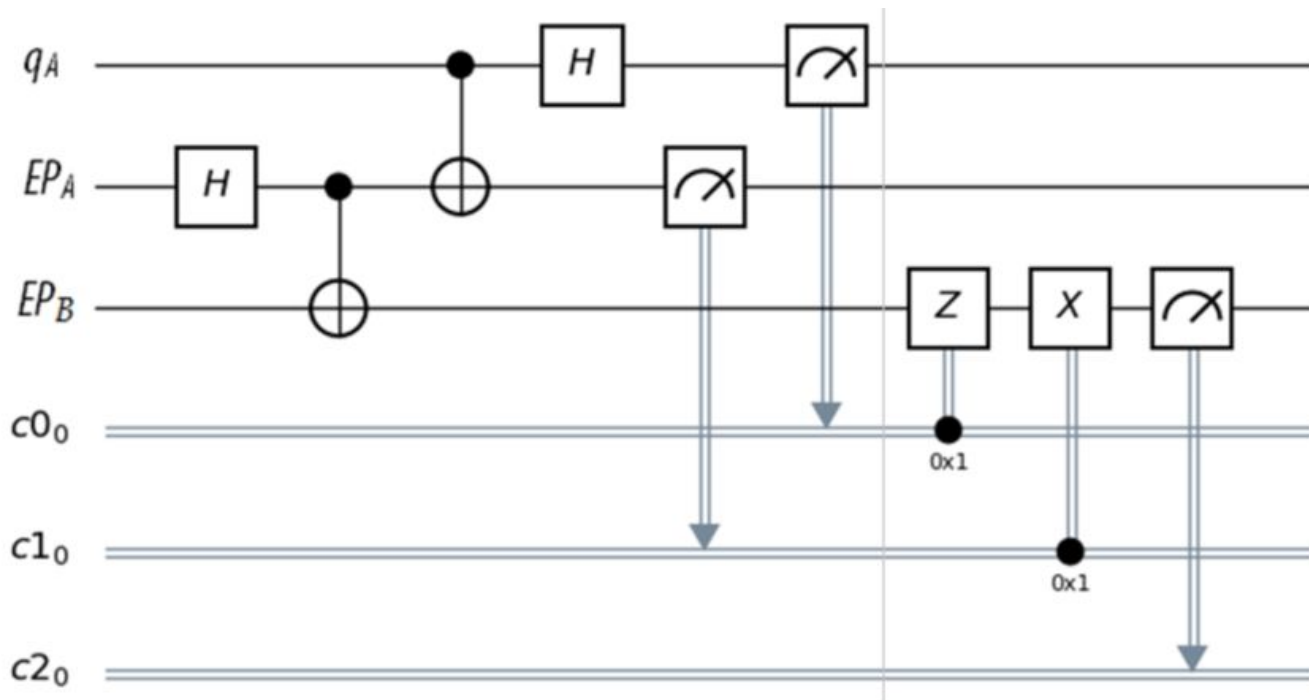 qA H
EPA H
EPB Z X
c0₀ 0x1
c1₀ 0x1
c2₀